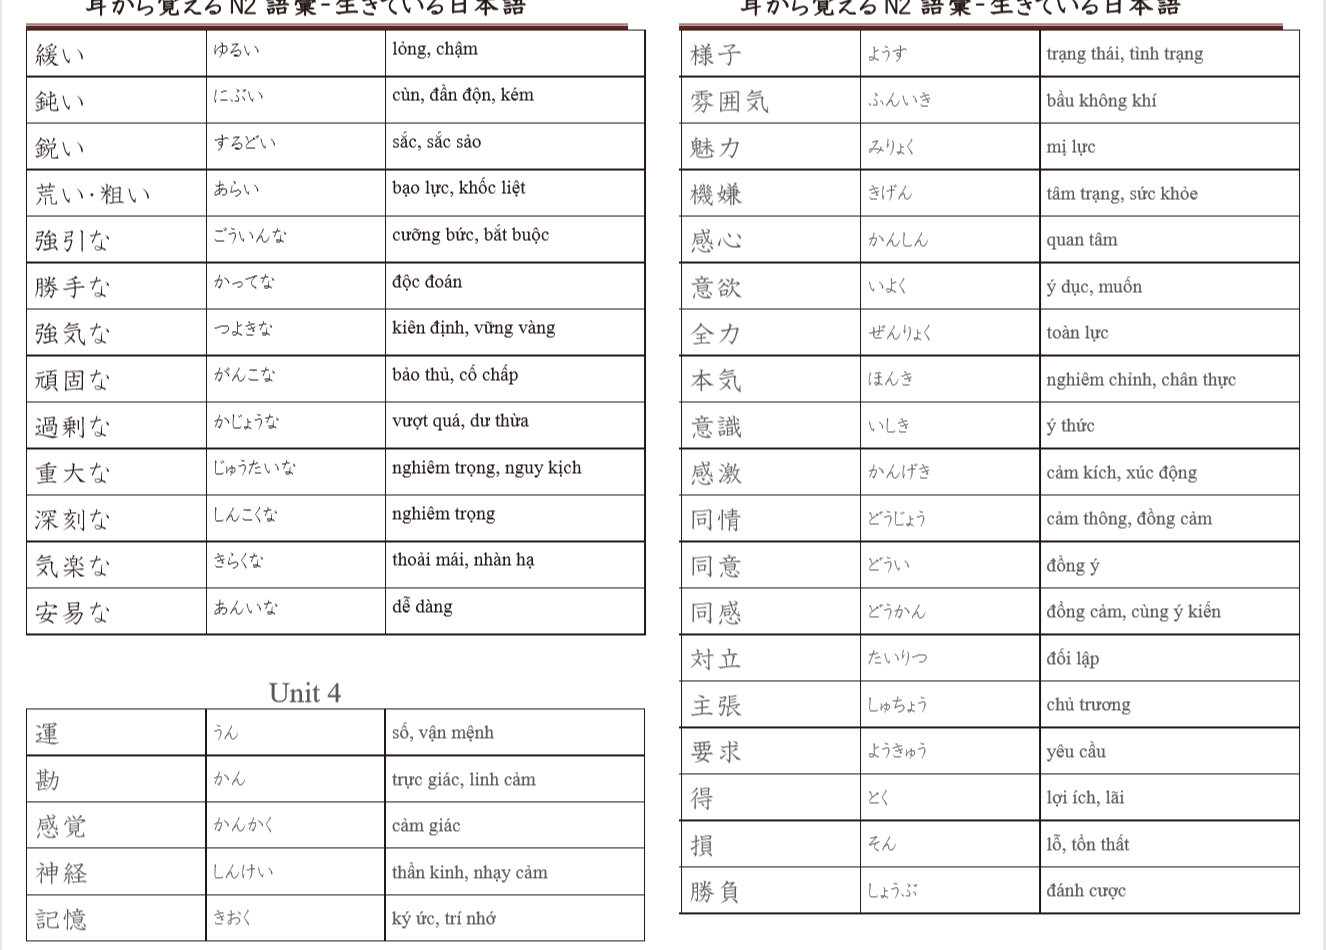 耳から覚える N2 語彙 - 生きている日本語
緩い ゆるい lỏng, chậm
鈍い にぶい cùn, đần độn, kém
鋭い するどい sắc, sắc sảo
荒い・粗い あらい bạo lực, khốc liệt
強引な ごういんな cưỡng bức, bắt buộc
勝手な かってな độc đoán
強気な つよきな kiên định, vững vàng
頑固な がんこな bảo thủ, cố chấp
過剰な かじょうな vượt quá, dư thừa
重大な じゅうたいな nghiêm trọng, nguy kịch
深刻な しんこくな nghiêm trọng
気楽な きらくな thoải mái, nhàn hạ
安易な あんいな dễ dàng
Unit 4
運 うん số, vận mệnh
勘 かん trực giác, linh cảm
感覚 かんかく cảm giác
神経 しんけい thần kinh, nhạy cảm
記憶 きおく ký ức, trí nhớ
耳から覚える N2 語彙 - 生きている日本語
様子 ようす trạng thái, tình trạng
雰囲気 ふんいき bầu không khí
魅力 みりょく mị lực
機嫌 きげん tâm trạng, sức khỏe
感心 かんしん quan tâm
意欲 いよく ý dục, muốn
全力 ぜんりょく toàn lực
本気 ほんき nghiêm chỉnh, chân thực
意識 いしき ý thức
感激 かんげき cảm kích, xúc động
同情 どうじょう cảm thông, đồng cảm
同意 どうい đồng ý
同感 どうかん đồng cảm, cùng ý kiến
対立 たいりつ đối lập
主張 しゅちょう chủ trương
要求 ようきゅう yêu cầu
得 とく lợi ích, lãi
損 そん lỗ, tổn thất
勝負 しょうぶ đánh cược